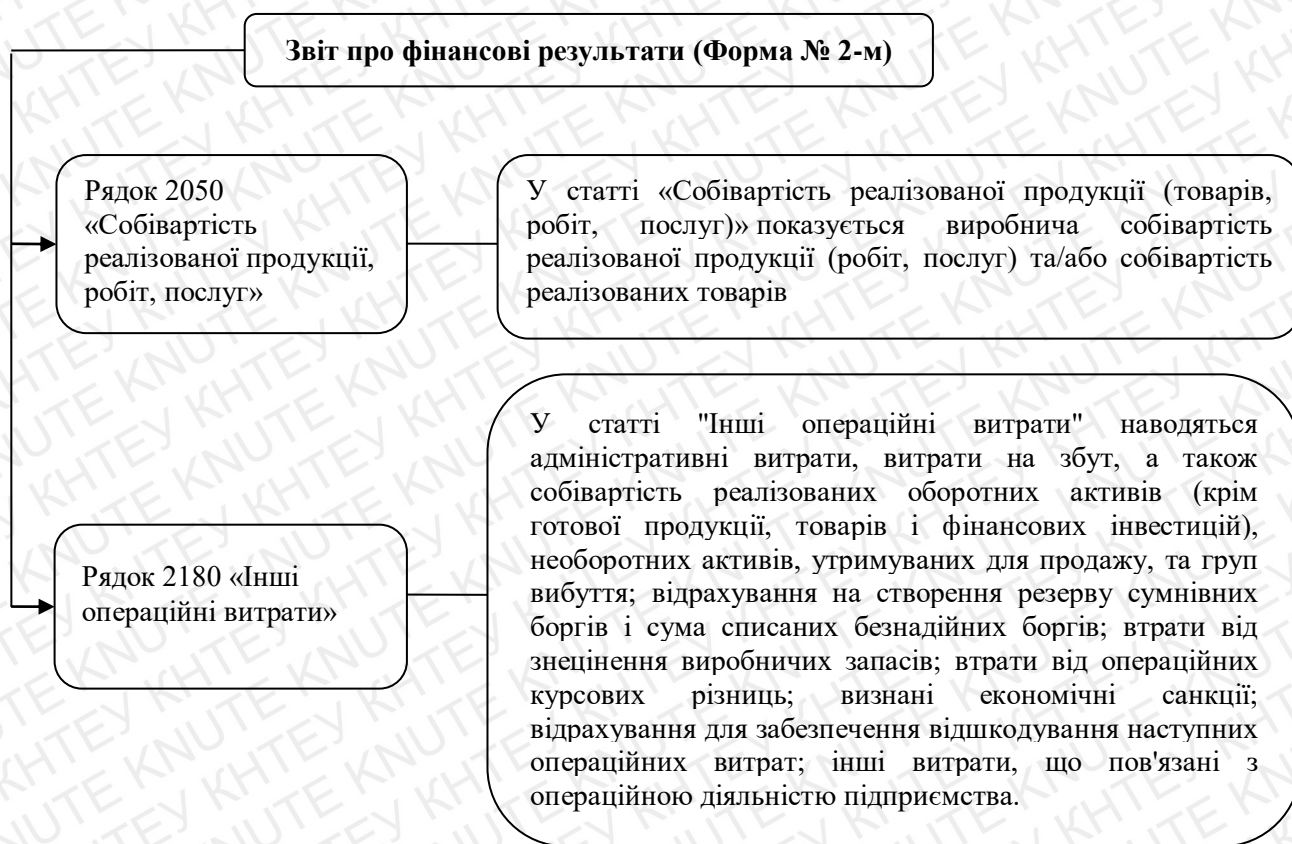 Звіт про фінансові результати (Форма № 2-м)
Рядок 2050
«Собівартість
реалізованої продукції,
робіт, послуг»
У статті «Собівартість реалізованої продукції (товарів,
робіт, послуг)» показується виробнича собівартість
реалізованої продукції (робіт, послуг) та/або собівартість
реалізованих товарів
Рядок 2180 «Інші
операційні витрати»
У статті "Інші операційні витрати" наводяться
адміністративні витрати, витрати на збут, а також
собівартість реалізованих оборотних активів (крім
готової продукції, товарів і фінансових інвестицій),
необоротних активів, утримуваних для продажу, та груп
вибуття; відрахування на створення резерву сумнівних
боргів і сума списаних безнадійних боргів; втрати від
знецінення виробничих запасів; втрати від операційних
курсових різниць; визнані економічні санкції;
відрахування для забезпечення відшкодування наступних
операційних витрат; інші витрати, що пов'язані з
операційною діяльністю підприємства.